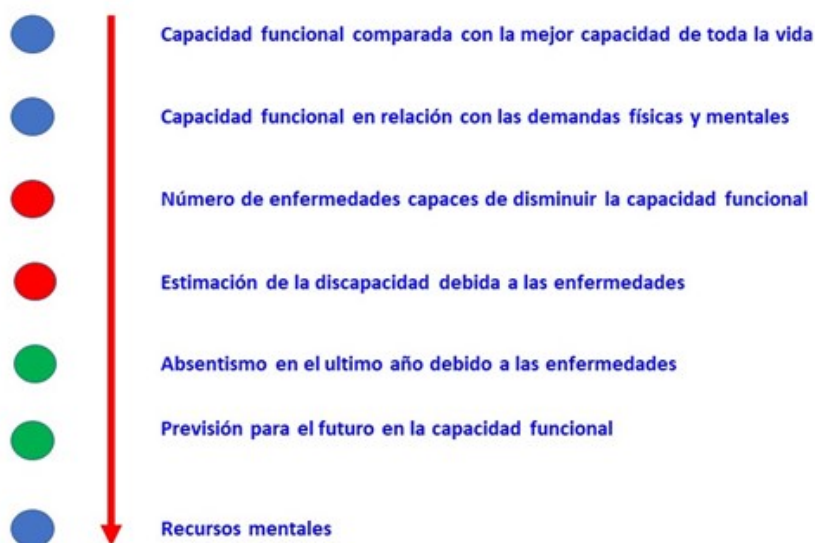 Capacidad funcional comparada con la mejor capacidad de toda la vida
Capacidad funcional en relación con las demandas físicas y mentales
Número de enfermedades capaces de disminuir la capacidad funcional
Estimación de la discapacidad debida a las enfermedades
Absentismo en el ultimo año debido a las enfermedades
Previsión para el futuro en la capacidad funcional
Recursos mentales